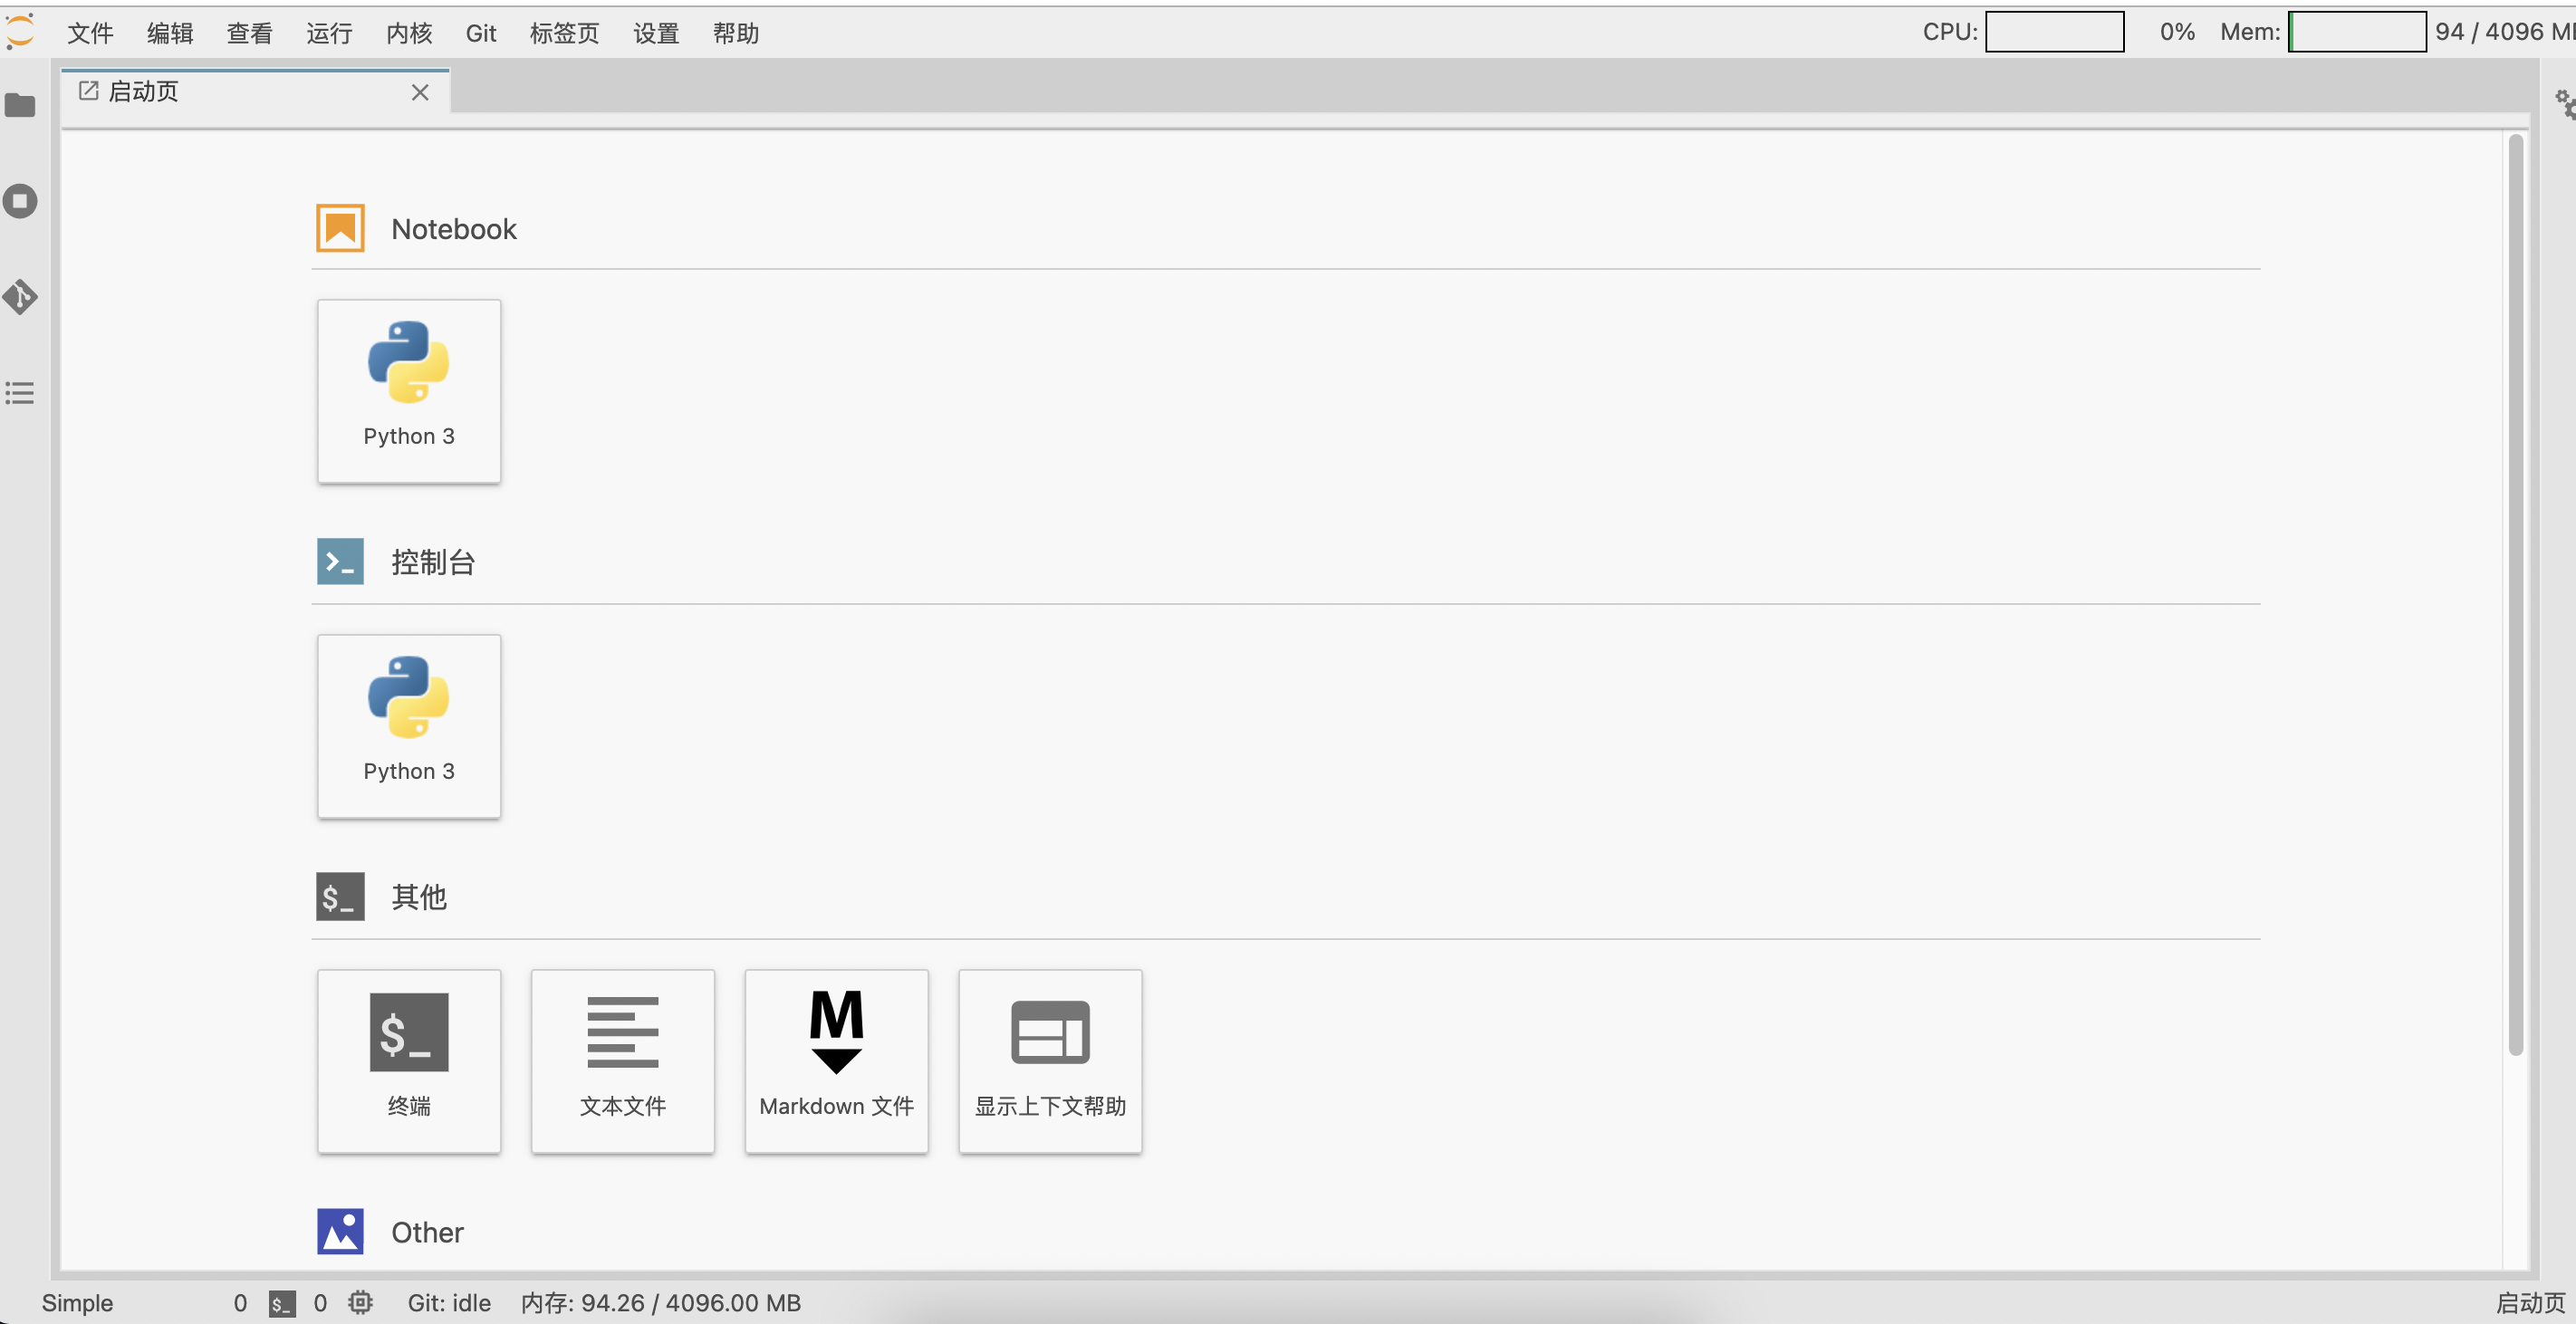 文件 编辑 查看 运行 内核 Git 标签页 设置 帮助 CPU: 0% Mem: 94 / 4096
启动页
Notebook
Python 3
控制台
Python 3
$_ 其他
$_ M
终端 文本文件 Markdown 文件 显示上下文帮助
Other
Simple 0 $_ 0 Git: idle 内存: 94.26 / 4096.00 MB 启动页